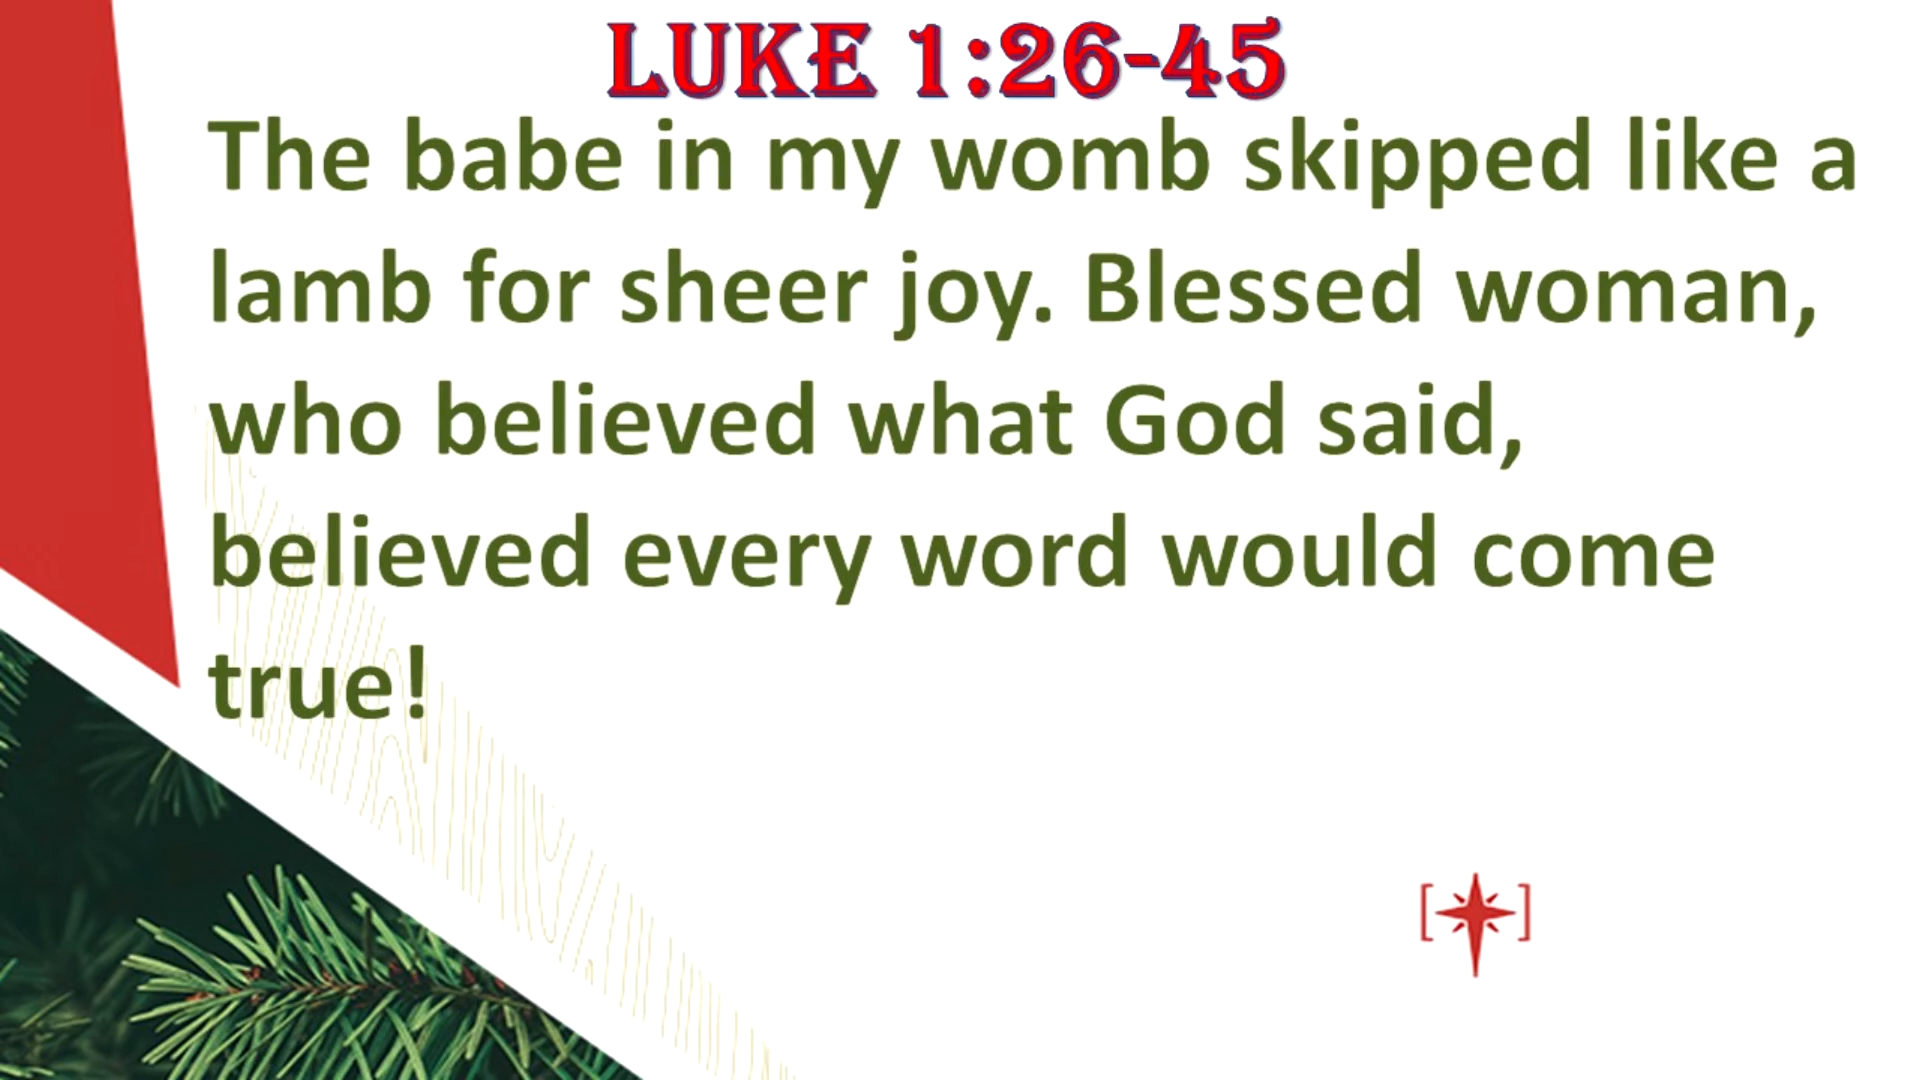 LUKE 1:26-45
The babe in my womb skipped like a
lamb for sheer joy. Blessed woman,
who believed what God said,
believed every word would come
true!